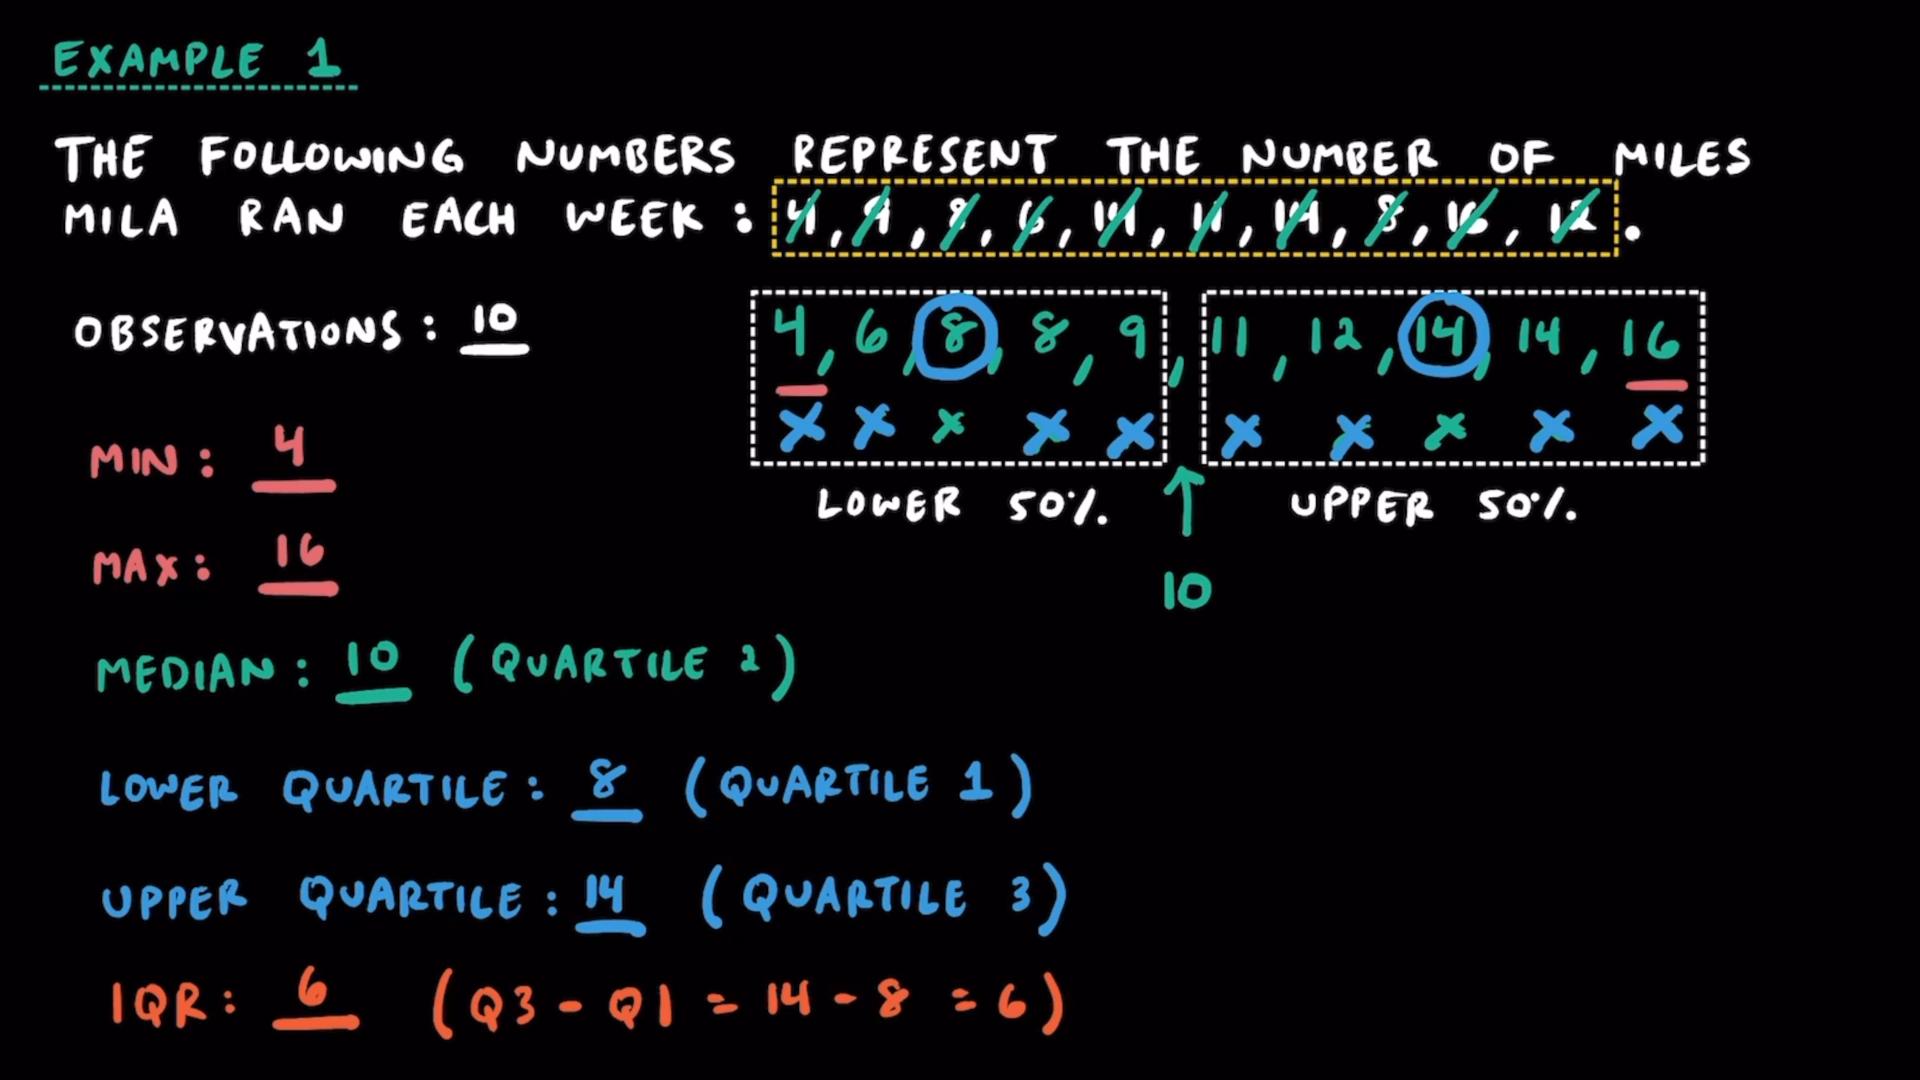 EXAMPLE 1
THE FOLLOWING NUMBERS REPRESENT THE NUMBER OF MILES
MILA RAN EACH WEEK : 4, 9, 8, 6, 14, 11, 14, 8, 16, 12.
OBSERVATIONS : 10
4, 6, 8, 8, 9, 11, 12, 14, 14, 16
x x x x x x x x x x
LOWER 50%. UPPER 50%.
10
MIN : 4
MAX : 16
MEDIAN : 10 (QUARTILE 2)
LOWER QUARTILE : 8 (QUARTILE 1)
UPPER QUARTILE : 14 (QUARTILE 3)
IQR : 6 (Q3 - Q1 = 14 - 8 = 6)